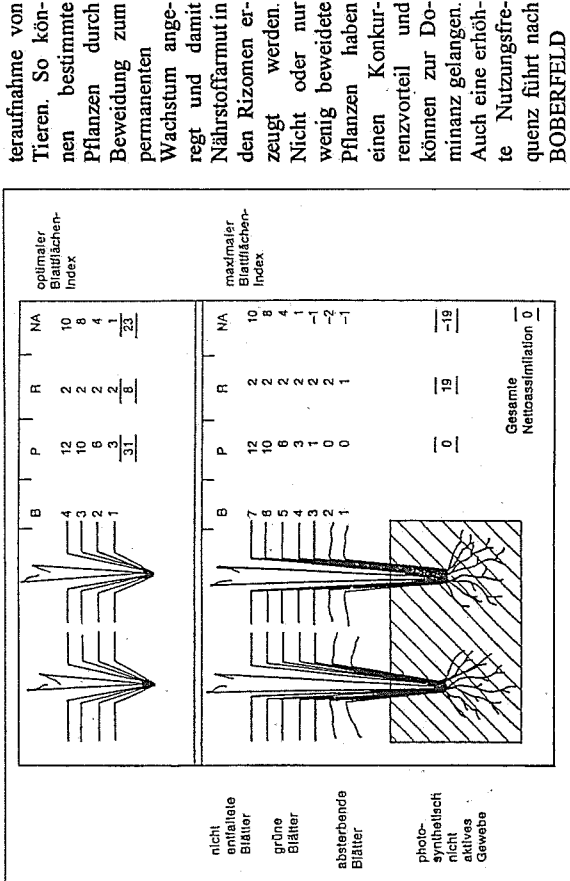 teraufnahme von
Tieren. So kön-
nen bestimmte
Pflanzen durch
Beweidung zum
permanenten
Wachstum ange-
regt und damit
Nährstoffarmut in
den Rizomen er-
zeugt werden.
Nicht oder nur
wenig beweidete
Pflanzen haben
einen Konkur-
renzvorteil und
können zur Do-
minanz gelangen.
Auch eine erhöh-
te Nutzungsfre-
quenz führt nach
BOBERFELD
B P R NA
optimaler
Blattflächen-
Index
4 12 2 10
3 10 2 8
2 6 2 4
1 3 2 1
31 8 23
B P R NA
maximaler
Blattflächen-
Index
nicht
entfaltete
Blätter
grüne
Blätter
absterbende
Blätter
7 12 2 10
6 10 2 8
5 6 2 4
4 3 2 1
3 1 2 -1
2 0 2 -2
1 0 1 -1
photo-
synthetisch
nicht
aktives
Gewebe
0 19 -19
Gesamte
Nettoassimilation 0